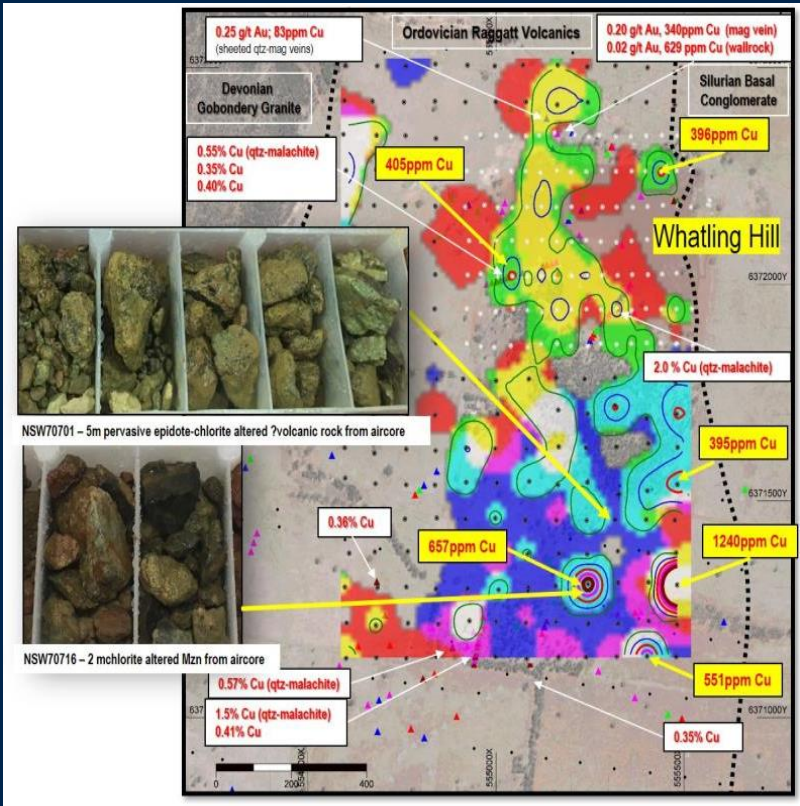 0.25 g/t Au; 83ppm Cu
(sheeted qtz-mag veins)
Ordovician Raggatt Volcanics
0.20 g/t Au, 340ppm Cu (mag vein)
0.02 g/t Au, 629 ppm Cu (wallrock)
Devonian
Gobondery Granite
Silurian Basal
Conglomerate
0.55% Cu (qtz-malachite)
0.35% Cu
0.40% Cu
405ppm Cu
396ppm Cu
Whatling Hill
6372000Y
2.0 % Cu (qtz-malachite)
NSW70701 – 5m pervasive epidote-chlorite altered ?volcanic rock from aircore
395ppm Cu
6371500Y
0.36% Cu
657ppm Cu
1240ppm Cu
NSW70716 – 2 mchlorite altered Mzn from aircore
551ppm Cu
0.57% Cu (qtz-malachite)
1.5% Cu (qtz-malachite)
0.41% Cu
0.35% Cu
6371000Y
555000X
0
200
400